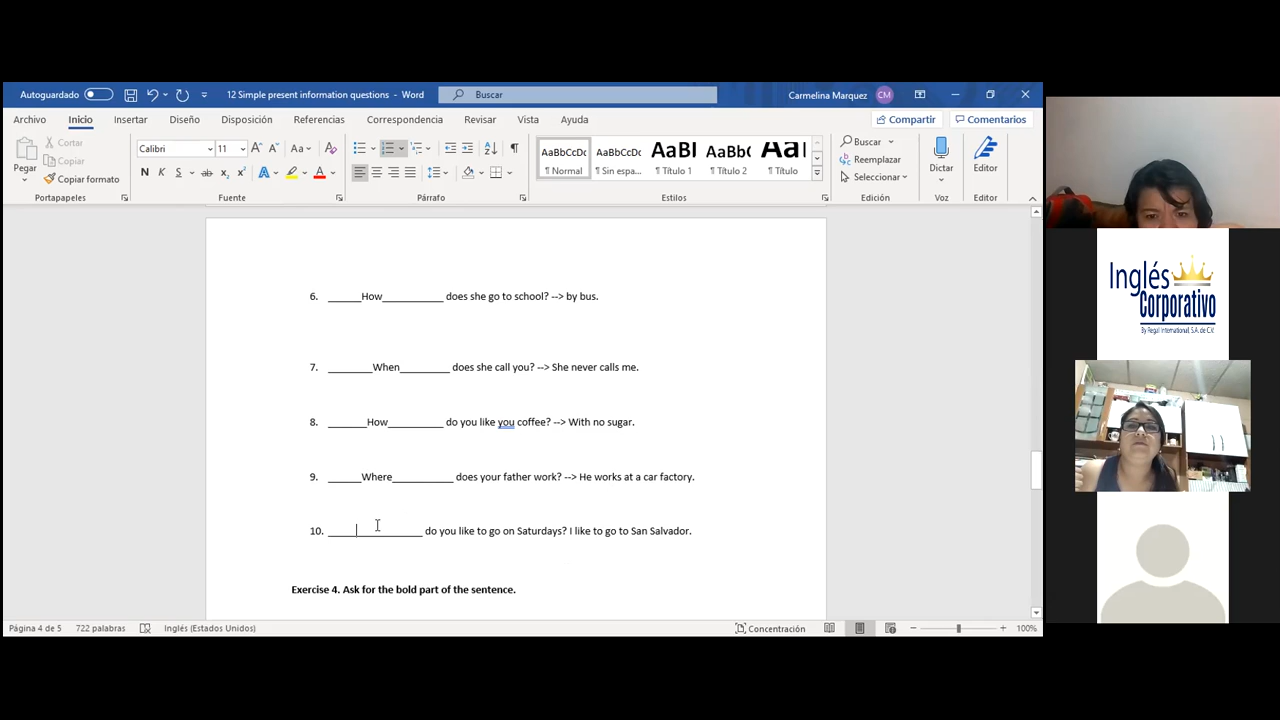 Autoguardado
12 Simple present information questions - Word
Buscar
Carmelina Marquez CM
Archivo Inicio Insertar Diseño Disposición Referencias Correspondencia Revisar Vista Ayuda Compartir Comentarios
Pegar
Cortar
Copiar
Copiar formato
Calibri 11
AaBbCcDc AaBbCcDc AaBI AaBbC AaB
¶ Normal ¶ Sin espa... ¶ Título 1 ¶ Título 2 ¶ Título
Buscar
Reemplazar
Seleccionar
Dictar
Editor
Portapapeles Fuente Párrafo Estilos Edición Voz Editor
6. ______How___________ does she go to school? --> by bus.
7. ________When_________ does she call you? --> She never calls me.
8. _______How__________ do you like you coffee? --> With no sugar.
9. ______Where___________ does your father work? --> He works at a car factory.
10. _________________ do you like to go on Saturdays? I like to go to San Salvador.
Exercise 4. Ask for the bold part of the sentence.
Página 4 de 5 722 palabras Inglés (Estados Unidos) Concentración 100%
Inglés
Corporativo
By Regal International, S.A. de C.V.